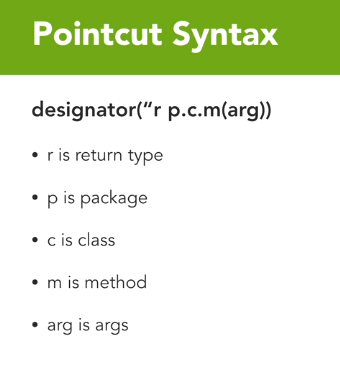 Pointcut Syntax
designator(“r p.c.m(arg))
• r is return type
• p is package
• c is class
• m is method
• arg is args